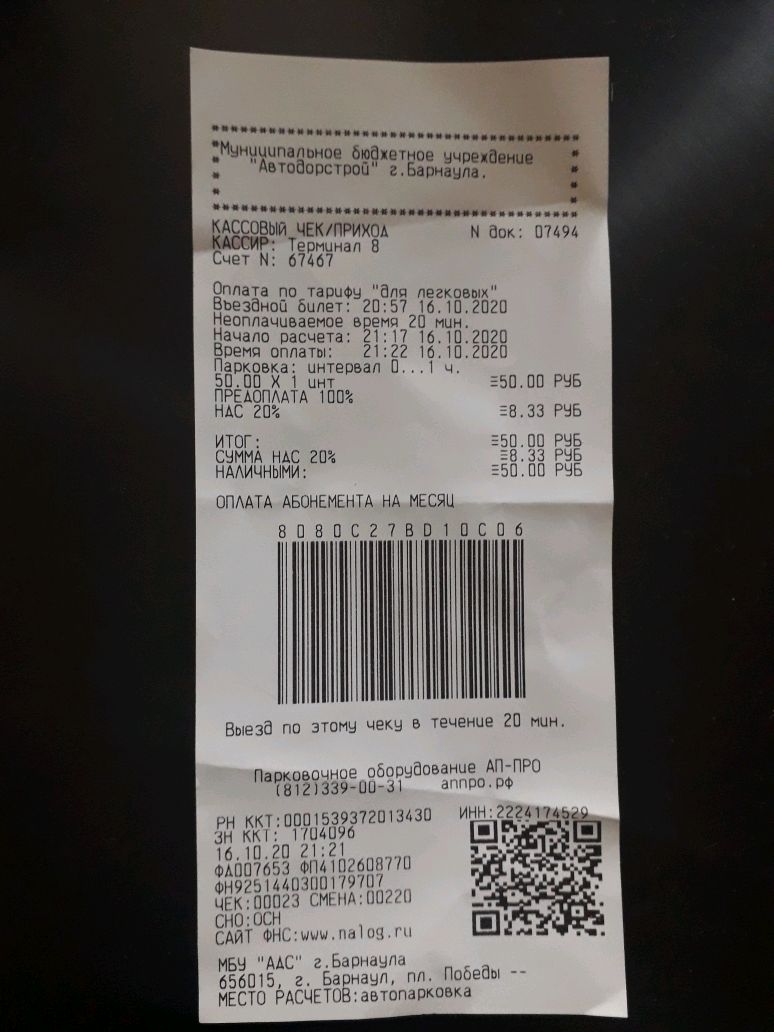 Муниципальное бюджетное учреждение
"Автодорстрой" г.Барнаула.
КАССОВЫЙ ЧЕК/ПРИХОД N док: 07494
КАССИР: Терминал 8
Счет N: 67467
Оплата по тарифу "для легковых"
Въездной билет: 20:57 16.10.2020
Неоплачиваемое время 20 мин.
Начало расчета: 21:17 16.10.2020
Время оплаты: 21:22 16.10.2020
Парковка: интервал 0...1 ч.
50.00 X 1 инт ≡50.00 РУБ
ПРЕДОПЛАТА 100%
НДС 20% ≡8.33 РУБ
ИТОГ: ≡50.00 РУБ
СУММА НДС 20% ≡8.33 РУБ
НАЛИЧНЫМИ: ≡50.00 РУБ
ОПЛАТА АБОНЕМЕНТА НА МЕСЯЦ
8080C27BD10C06
Выезд по этому чеку в течение 20 мин.
Парковочное оборудование АП-ПРО
(812)339-00-31 аппро.рф
РН ККТ:0001539372013430 ИНН:2224174529
ЗН ККТ: 1704096
16.10.20 21:21
ФД007653 ФП4102608770
ФН9251440300179707
ЧЕК:00023 СМЕНА:00220
СНО:ОСН
САЙТ ФНС:www.nalog.ru
МБУ "АДС" г.Барнаула
656015, г. Барнаул, пл. Победы --
МЕСТО РАСЧЕТОВ:автопарковка